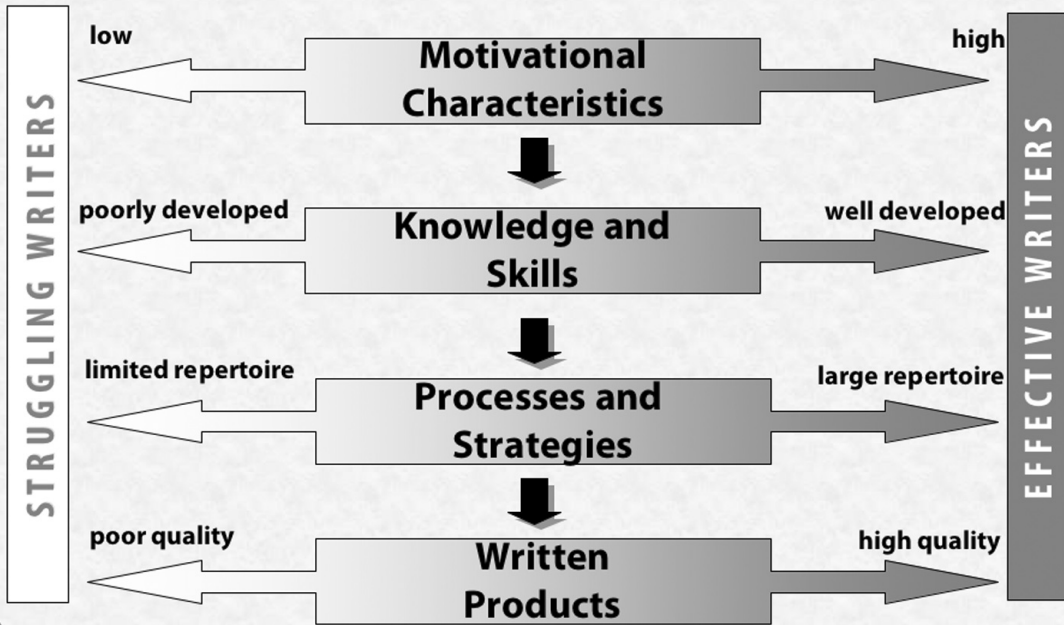 STRUGGLING WRITERS
low
Motivational
Characteristics
high
poorly developed
Knowledge and
Skills
well developed
limited repertoire
Processes and
Strategies
large repertoire
poor quality
Written
Products
high quality
EFFECTIVE WRITERS